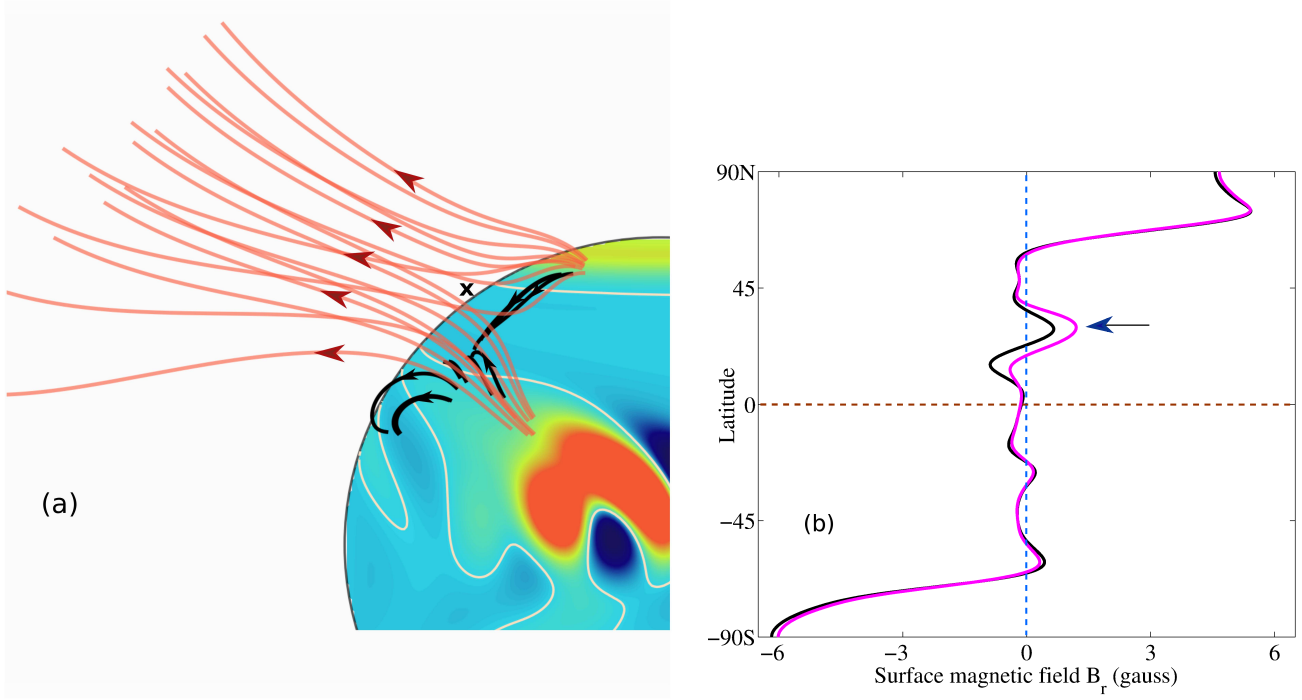 x
(a)
90N
45
0
−45
−90S
Latitude
(b)
−6 −3 0 3 6
Surface magnetic field B_r (gauss)